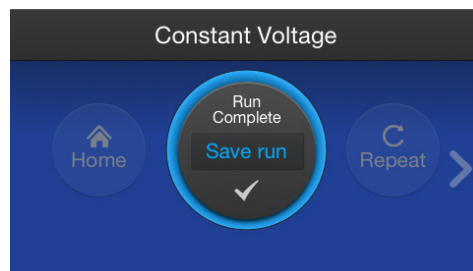 Constant Voltage
Run
Complete
Save run
Home
Repeat